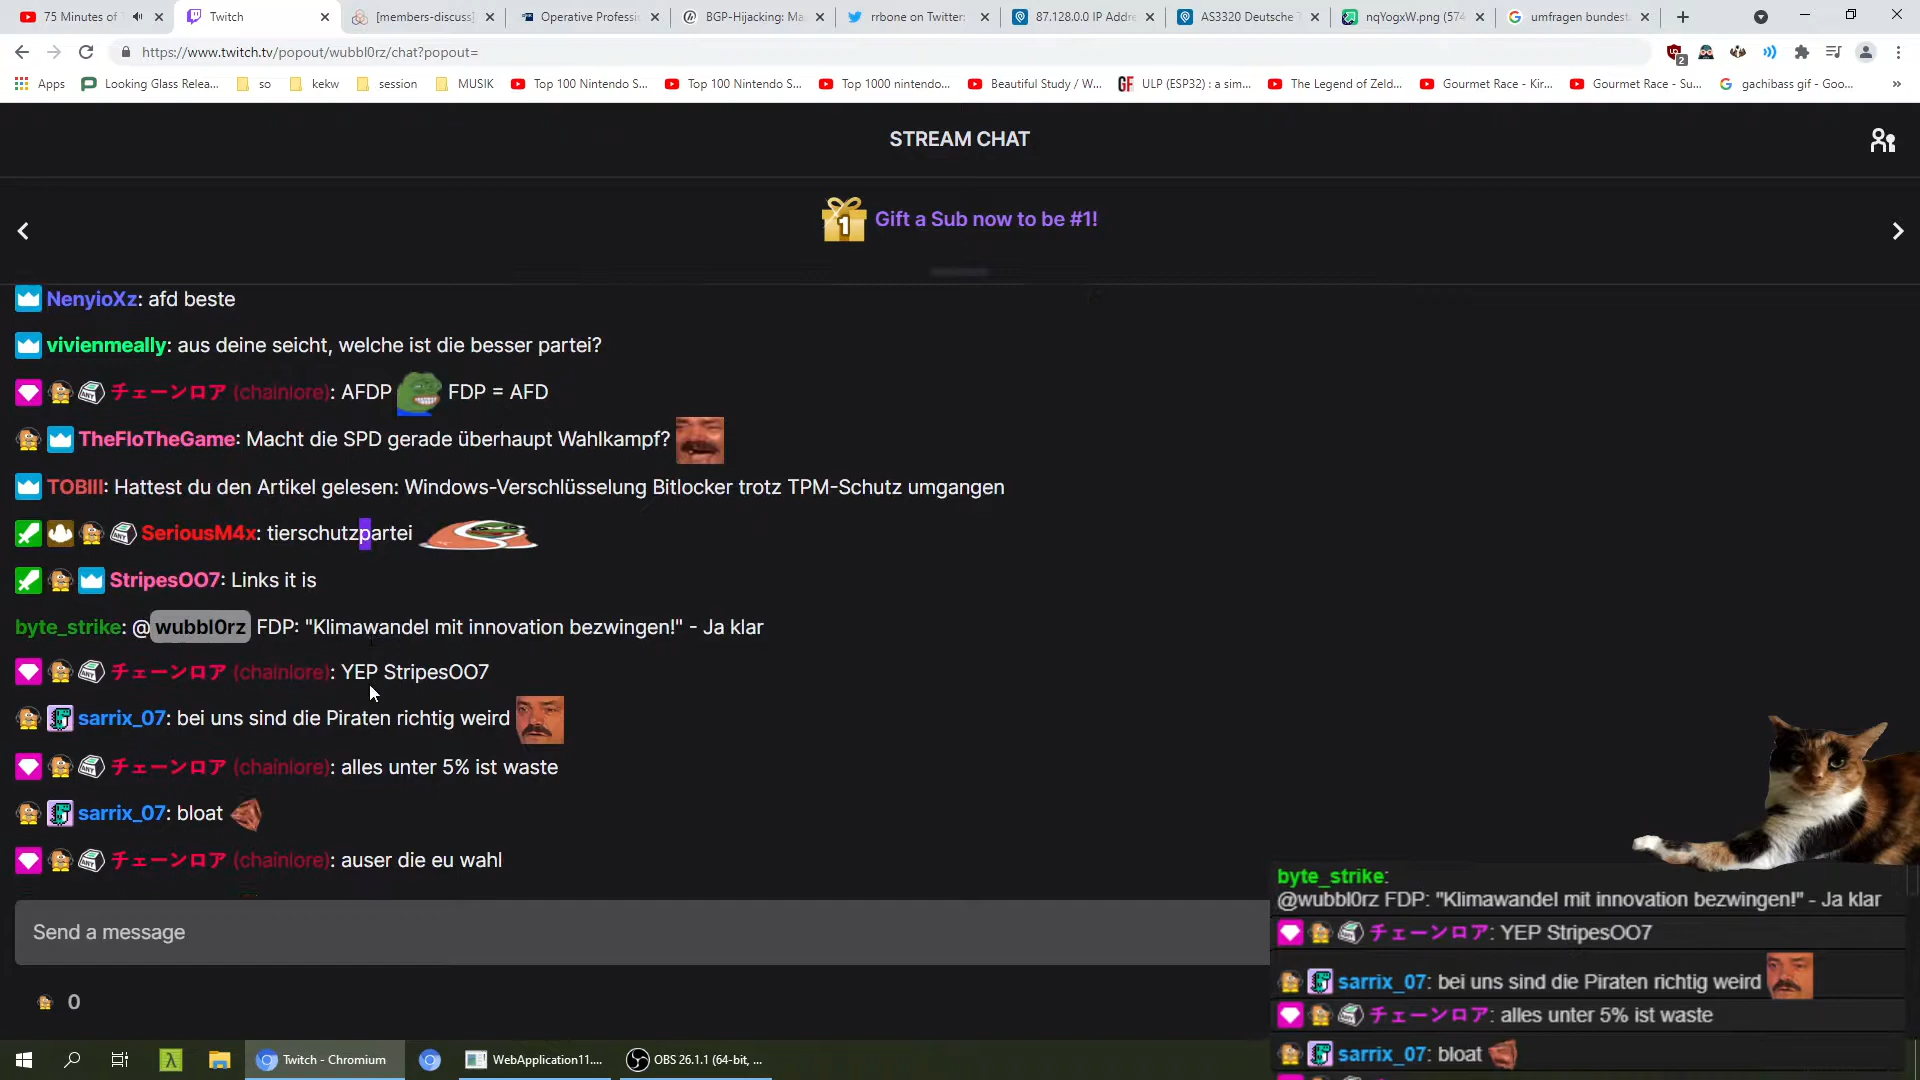 75 Minutes of T
Twitch
[members-discuss]
Operative Professi
BGP-Hijacking: Ma
rrbone on Twitter:
87.128.0.0 IP Addre
AS3320 Deutsche T
nqYogxW.png (574
umfragen bundest
https://www.twitch.tv/popout/wubbl0rz/chat?popout=
2
Apps
Looking Glass Relea...
so
kekw
session
MUSIK
Top 100 Nintendo S...
Top 100 Nintendo S...
Top 1000 nintendo...
Beautiful Study / W...
ULP (ESP32) : a sim...
The Legend of Zeld...
Gourmet Race - Kir...
Gourmet Race - Su...
gachibass gif - Goo...
STREAM CHAT
1
Gift a Sub now to be #1!
NenyioXz: afd beste
vivienmeally: aus deine seicht, welche ist die besser partei?
チェーンロア (chainlore): AFDP FDP = AFD
TheFloTheGame: Macht die SPD gerade überhaupt Wahlkampf?
TOBIII: Hattest du den Artikel gelesen: Windows-Verschlüsselung Bitlocker trotz TPM-Schutz umgangen
SeriousM4x: tierschutzpartei
StripesOO7: Links it is
byte_strike: @wubbl0rz FDP: "Klimawandel mit innovation bezwingen!" - Ja klar
チェーンロア (chainlore): YEP StripesOO7
sarrix_07: bei uns sind die Piraten richtig weird
チェーンロア (chainlore): alles unter 5% ist waste
sarrix_07: bloat
チェーンロア (chainlore): auser die eu wahl
Send a message
0
byte_strike:
@wubbl0rz FDP: "Klimawandel mit innovation bezwingen!" - Ja klar
チェーンロア: YEP StripesOO7
sarrix_07: bei uns sind die Piraten richtig weird
チェーンロア: alles unter 5% ist waste
sarrix_07: bloat
Twitch - Chromium
WebApplication11....
OBS 26.1.1 (64-bit, ...